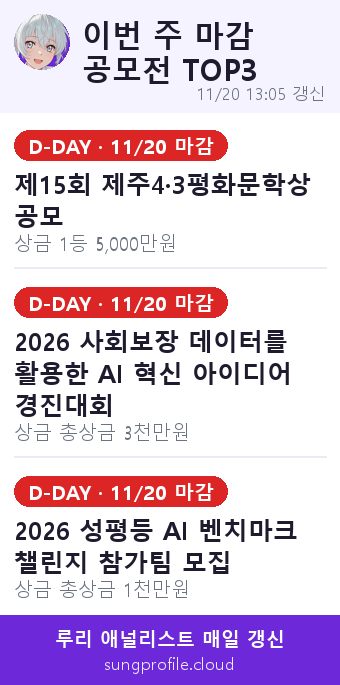 이번 주 마감
공모전 TOP3
11/20 13:05 갱신
D-DAY · 11/20 마감
제15회 제주4·3평화문학상
공모
상금 1등 5,000만원
D-DAY · 11/20 마감
2026 사회보장 데이터를
활용한 AI 혁신 아이디어
경진대회
상금 총상금 3천만원
D-DAY · 11/20 마감
2026 성평등 AI 벤치마크
챌린지 참가팀 모집
상금 총상금 1천만원
루리 애널리스트 매일 갱신
sungprofile.cloud